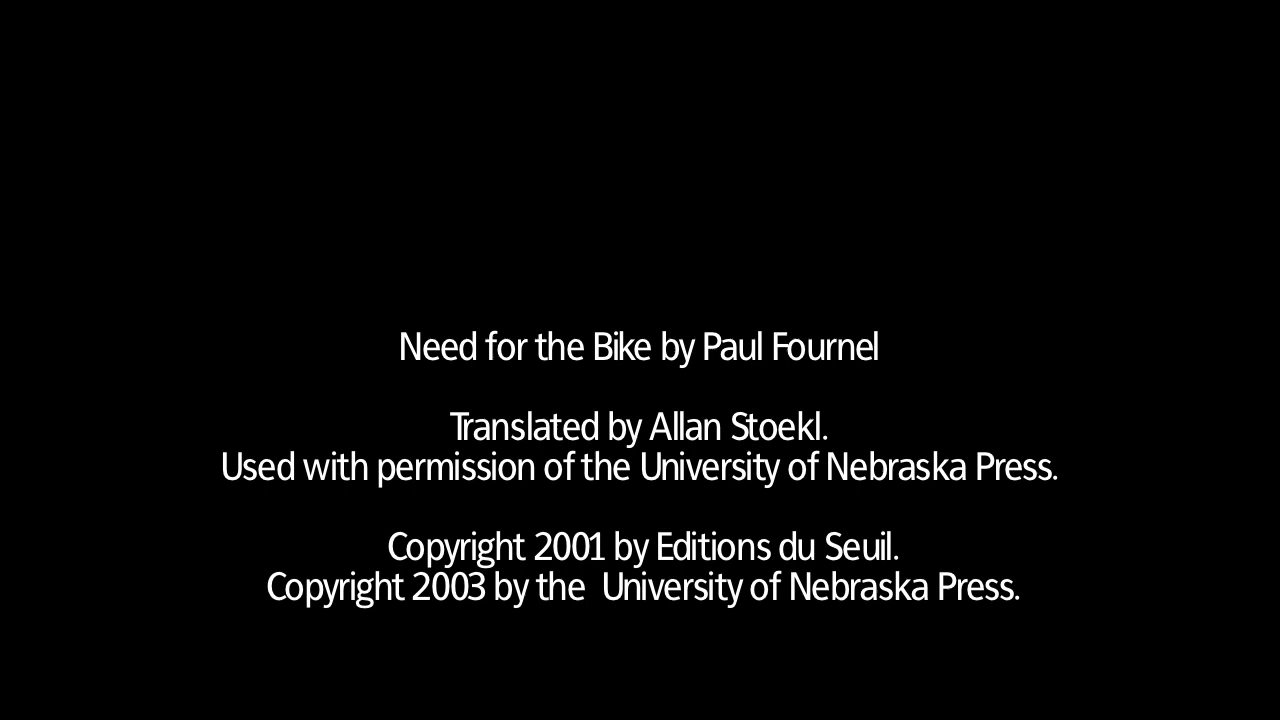 Need for the Bike by Paul Fournel
Translated by Allan Stoekl.
Used with permission of the University of Nebraska Press.
Copyright 2001 by Editions du Seuil.
Copyright 2003 by the  University of Nebraska Press.